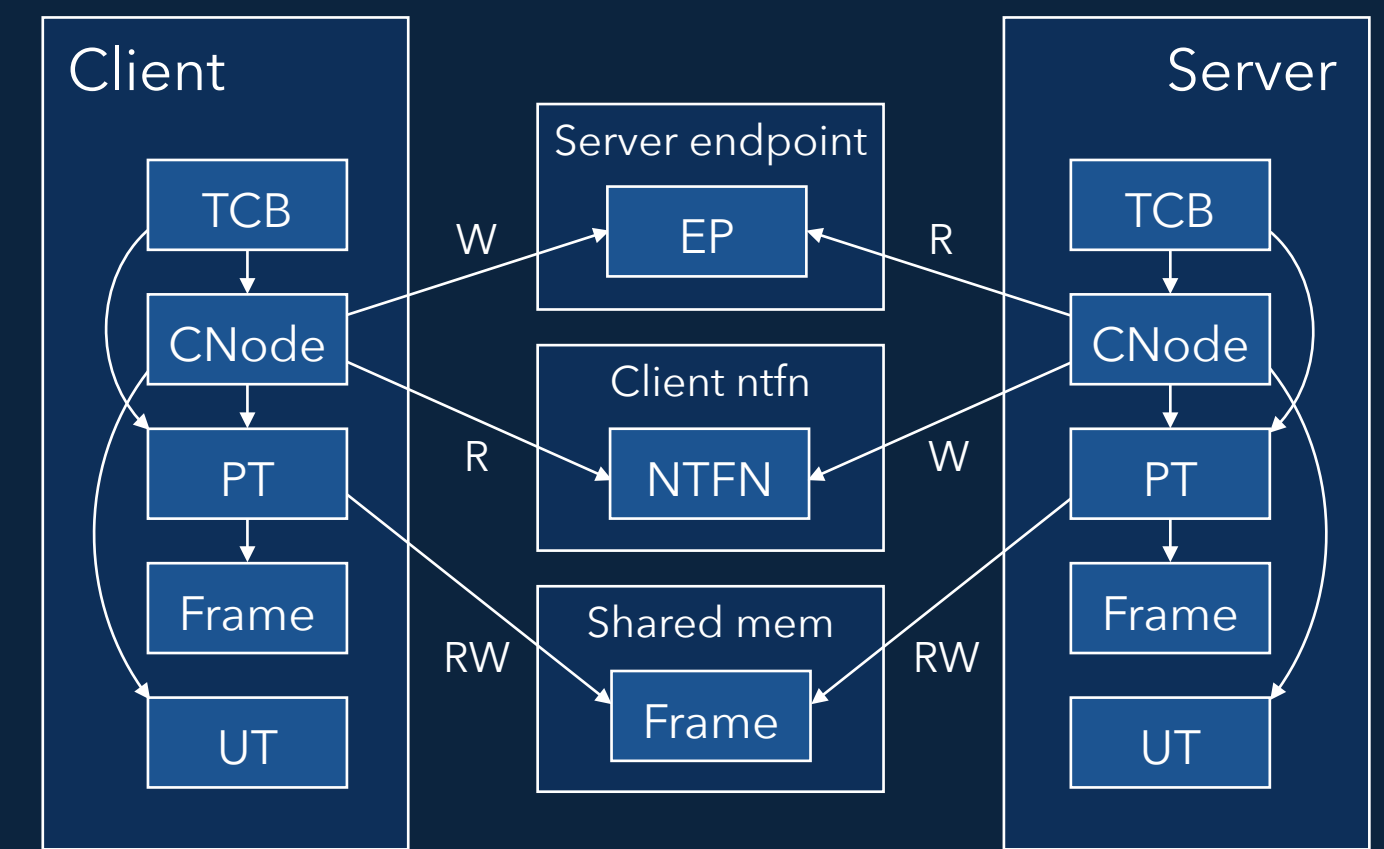 Client
TCB
CNode
PT
Frame
UT
W
R
RW
Server endpoint
EP
Client ntfn
NTFN
Shared mem
Frame
R
W
RW
Server
TCB
CNode
PT
Frame
UT